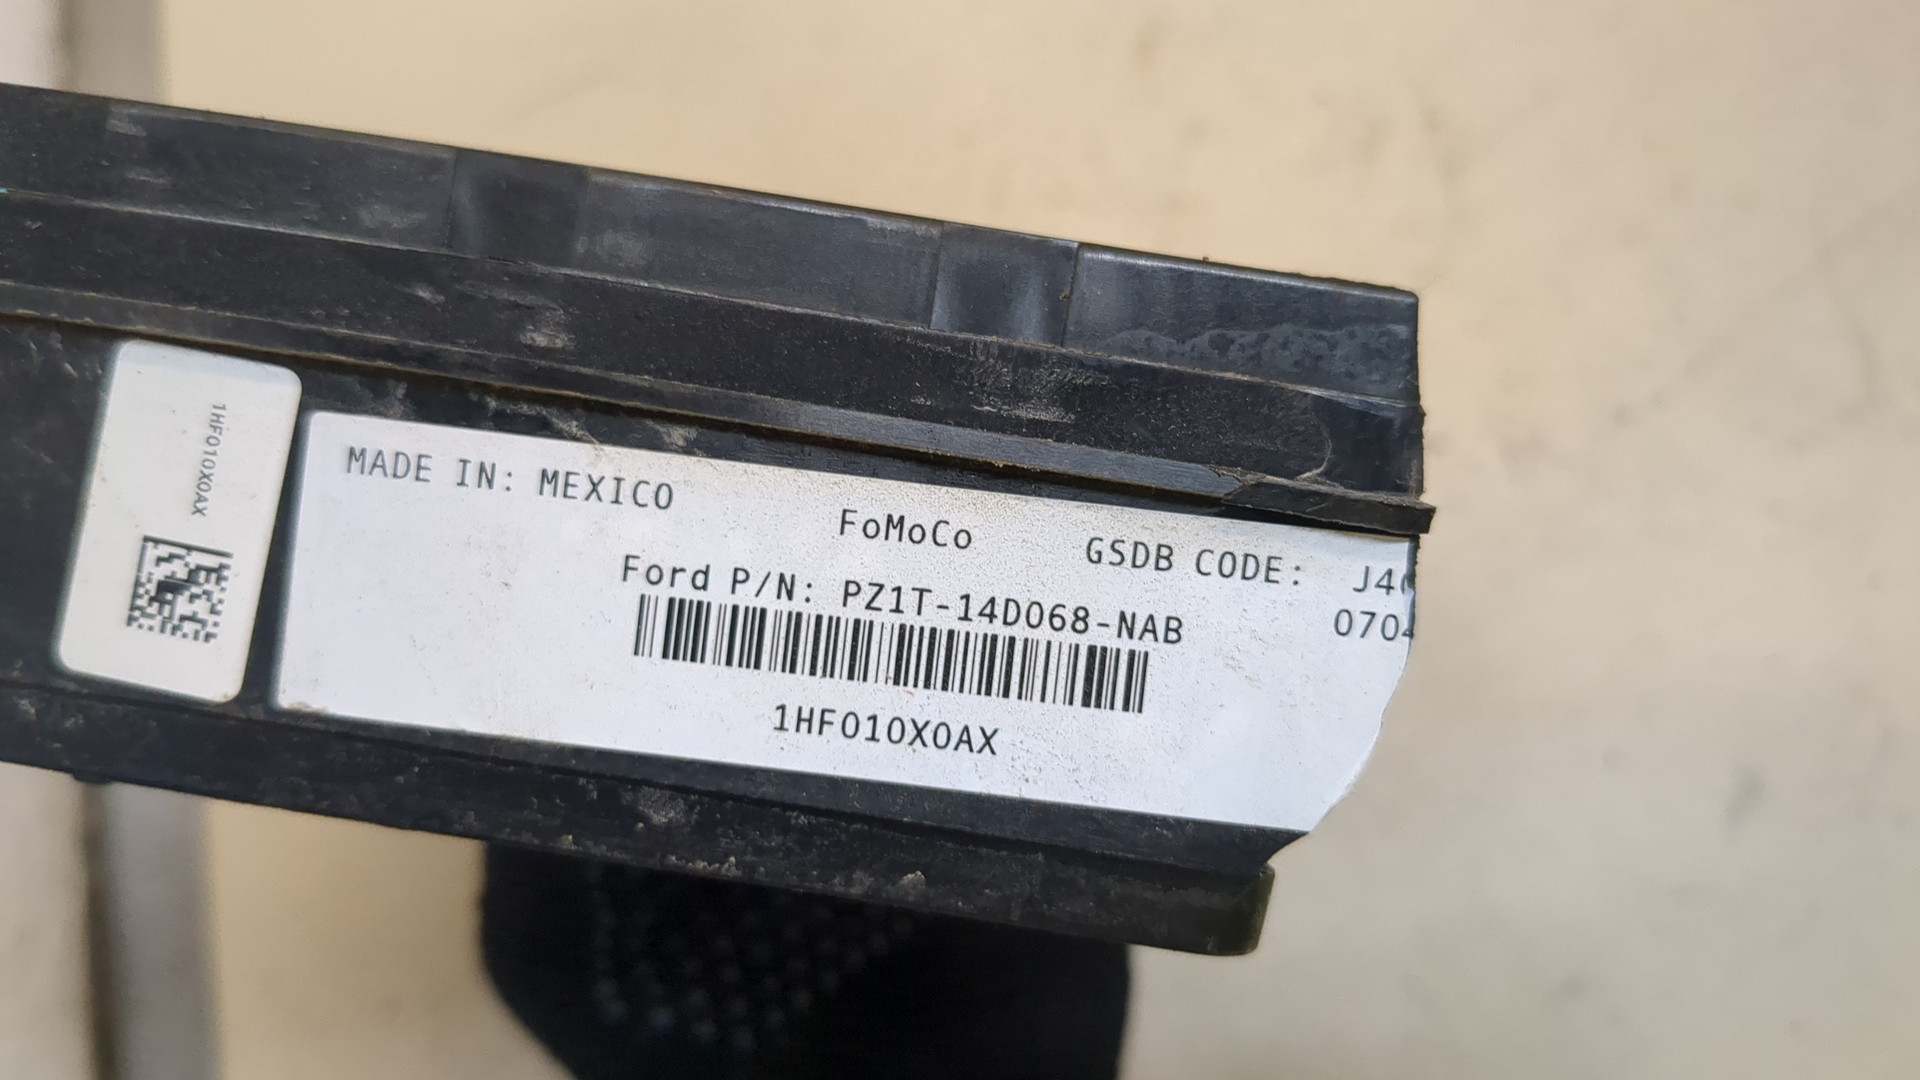 1HF010X0AX
MADE IN: MEXICO
FoMoCo
GSDB CODE:
Ford P/N: PZ1T-14D068-NAB
1HF010X0AX